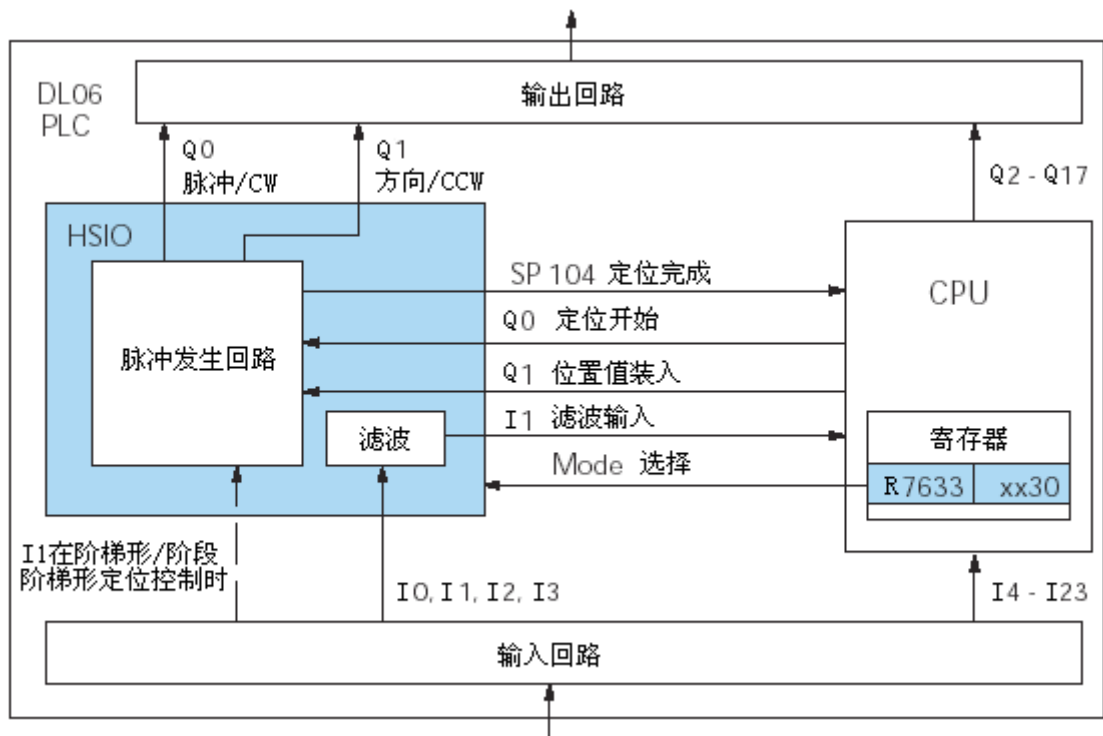 输出回路
DL06
PLC
Q0
脉冲/CW
Q1
方向/CCW
Q2 - Q17
HSIO
脉冲发生回路
滤波
SP 104 定位完成
Q0 定位开始
Q1 位置值装入
I1 滤波输入
Mode 选择
CPU
寄存器
R7633 xx30
I1在阶梯形/阶段
阶梯形定位控制时
I0, I1, I2, I3
I4 - I23
输入回路